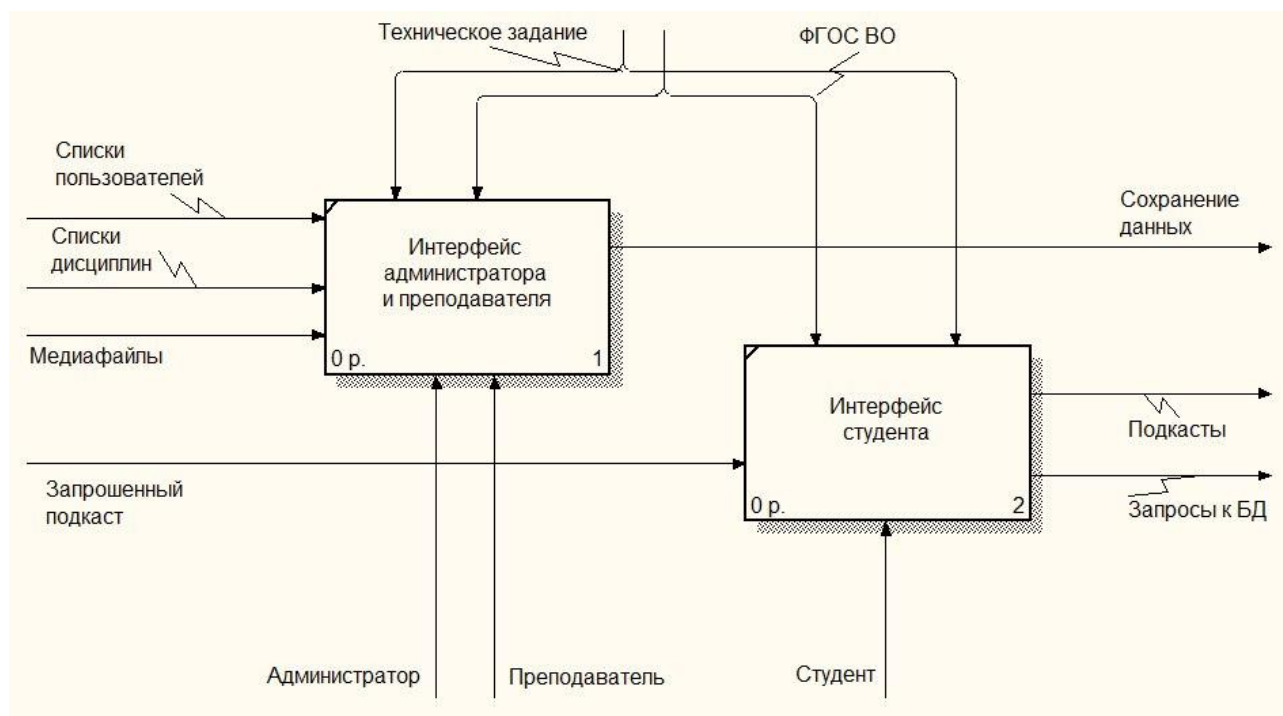 Техническое задание
ФГОС ВО
Списки
пользователей
Списки
дисциплин
Медиафайлы
Интерфейс
администратора
и преподавателя
0 р.
1
Сохранение
данных
Интерфейс
студента
0 р.
2
Подкасты
Запросы к БД
Запрошенный
подкаст
Администратор
Преподаватель
Студент